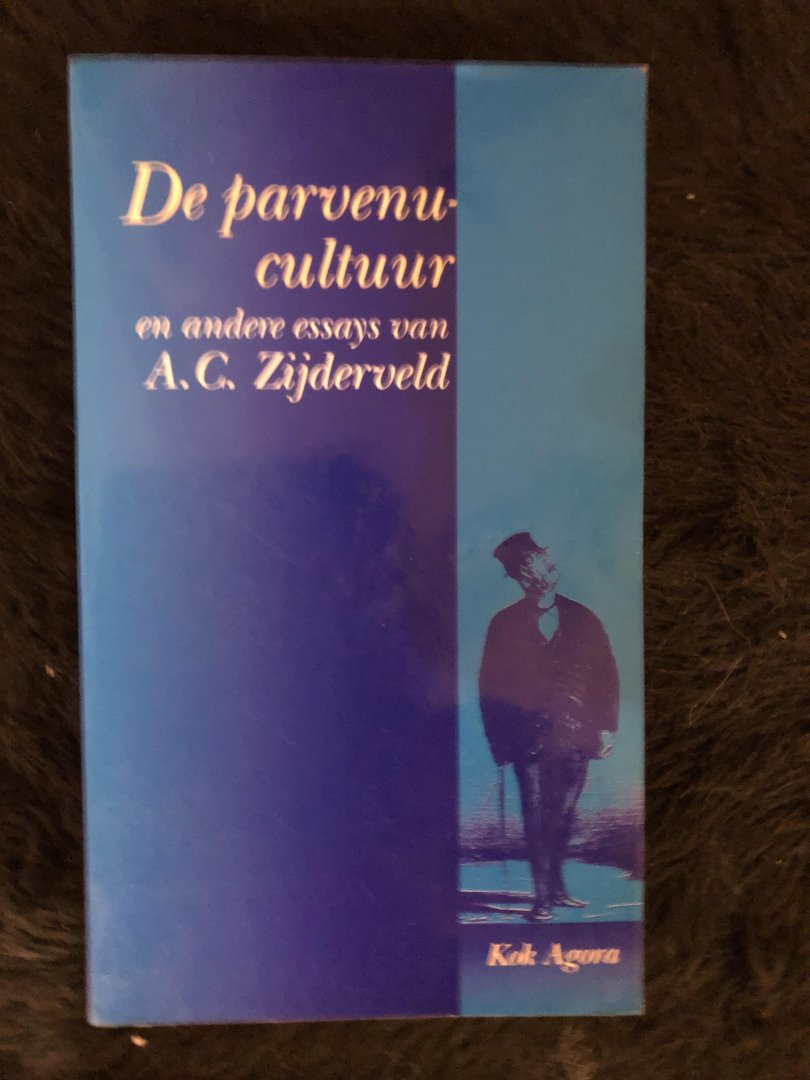 De parvenu-
cultuur
en andere essays van
A.C. Zijderveld
Kok Agora